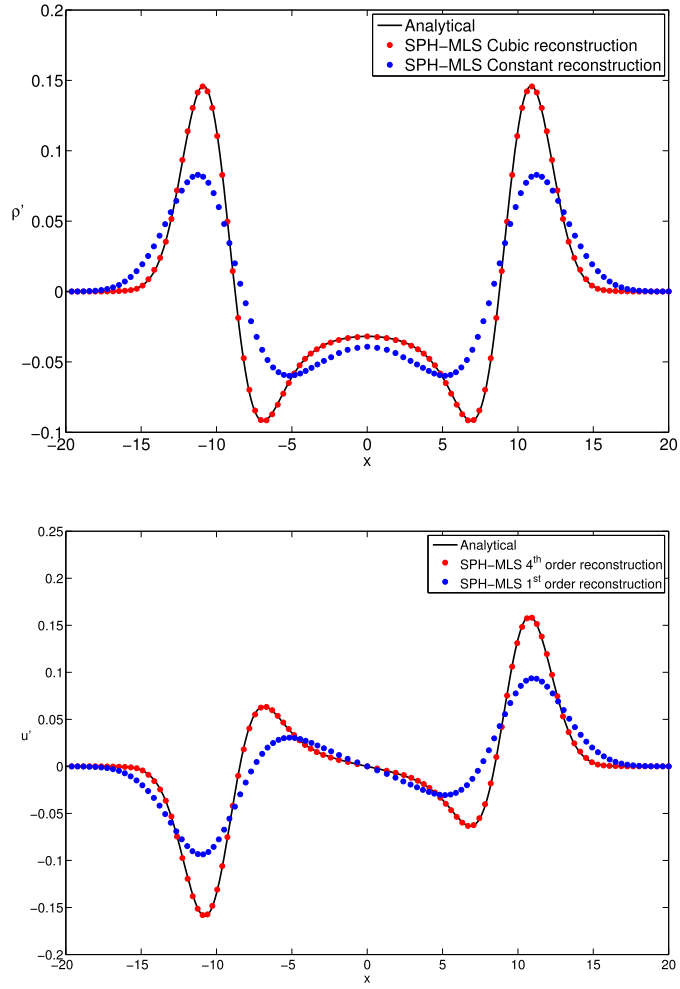 0.2
Analytical
SPH−MLS Cubic reconstruction
SPH−MLS Constant reconstruction
0.15
0.1
0.05
ρ'
0
−0.05
−0.1
−20 −15 −10 −5 0 5 10 15 20
x
0.25
Analytical
SPH−MLS 4th order reconstruction
SPH−MLS 1st order reconstruction
0.2
0.15
0.1
0.05
u'
0
−0.05
−0.1
−0.15
−0.2
−20 −15 −10 −5 0 5 10 15 20
x